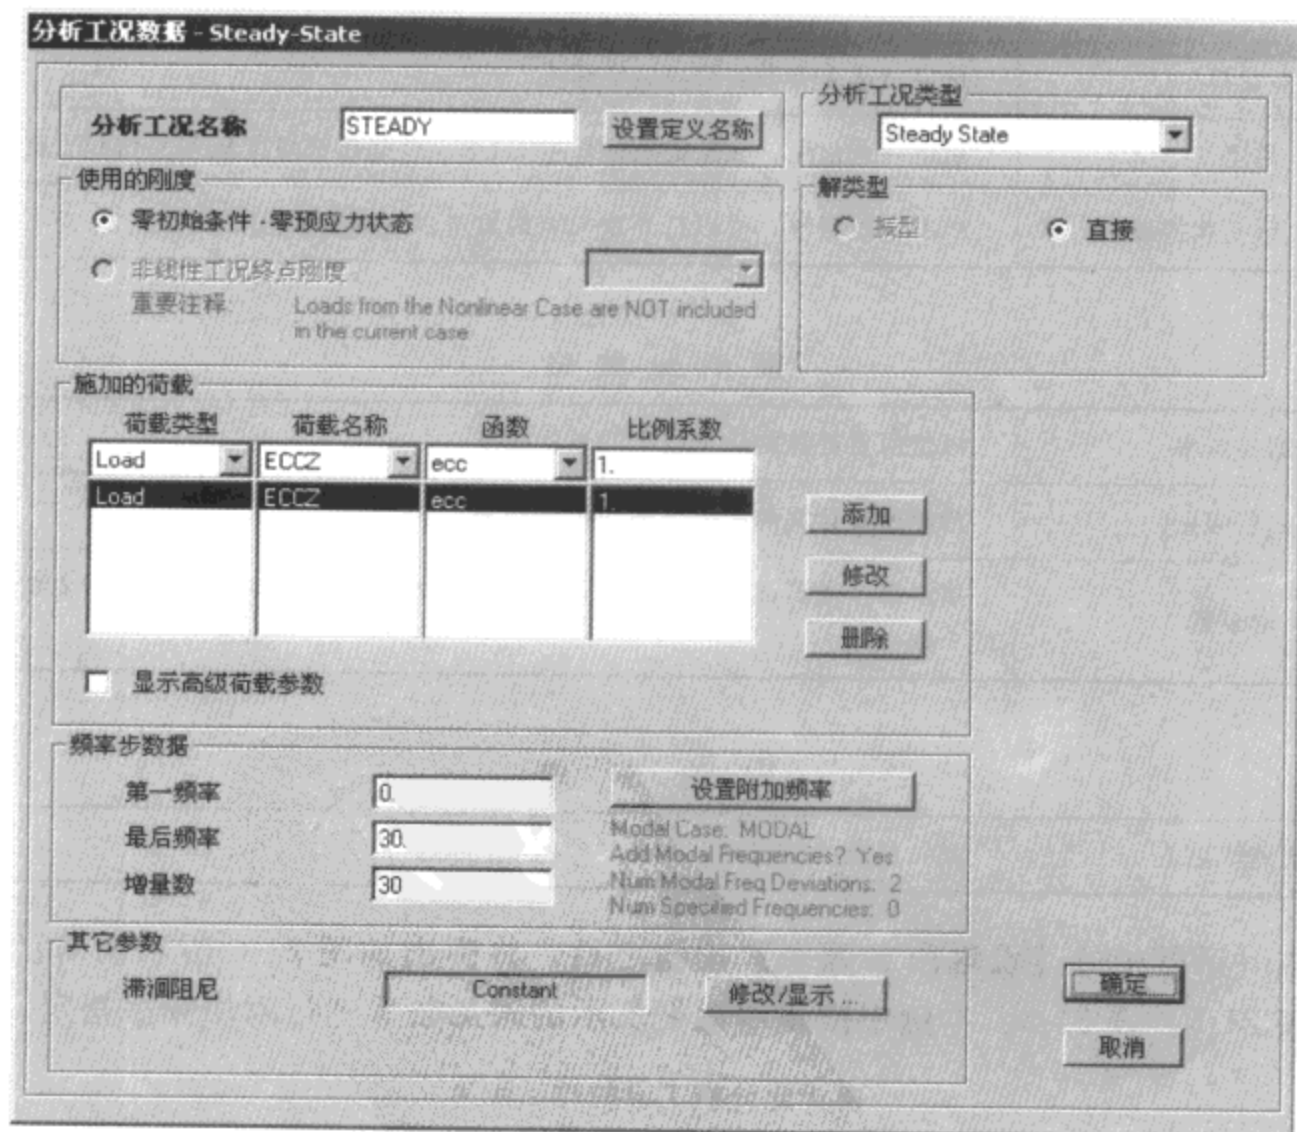 分析工况数据 - Steady-State
分析工况名称 STEADY 设置定义名称
分析工况类型
Steady State
使用的刚度
零初始条件 - 零预应力状态
非线性工况终点刚度
重要注释: Loads from the Nonlinear Case are NOT included
in the current case
解类型
振型 直接
施加的荷载
荷载类型 荷载名称 函数 比例系数
Load ECCZ ecc 1.
Load ECCZ ecc 1.
添加
修改
删除
显示高级荷载参数
频率步数据
第一频率 0.
最后频率 30.
增量数 30
设置附加频率
Modal Case: MODAL
Add Modal Frequencies? Yes
Num Modal Freq Deviations: 2
Num Specified Frequencies: 0
其它参数
滞洄阻尼 Constant 修改/显示 ...
确定
取消